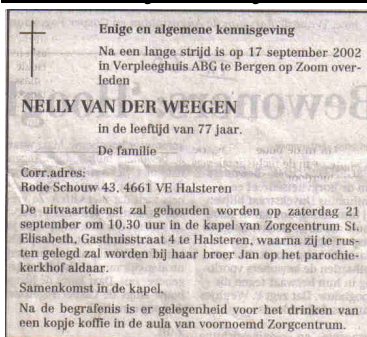 Enige en algemene kennisgeving
Na een lange strijd is op 17 september 2002
in Verpleeghuis ABG te Bergen op Zoom over-
leden
NELLY VAN DER WEEGEN
in de leeftijd van 77 jaar.
De familie
Corr.adres:
Rode Schouw 43, 4661 VE Halsteren
De uitvaartdienst zal gehouden worden op zaterdag 21
september om 10.30 uur in de kapel van Zorgcentrum St.
Elisabeth, Gasthuisstraat 4 te Halsteren, waarna zij te rus-
ten gelegd zal worden bij haar broer Jan op het parochie-
kerkhof aldaar.
Samenkomst in de kapel.
Na de begrafenis is er gelegenheid voor het drinken van
een kopje koffie in de aula van voornoemd Zorgcentrum.